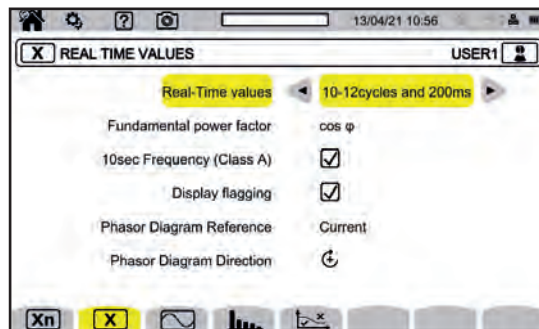 ? 13/04/21 10:56
X REAL TIME VALUES USER1
Real-Time values 10-12cycles and 200ms
Fundamental power factor cos φ
10sec Frequency (Class A)
Display flagging
Phasor Diagram Reference Current
Phasor Diagram Direction
Xn X